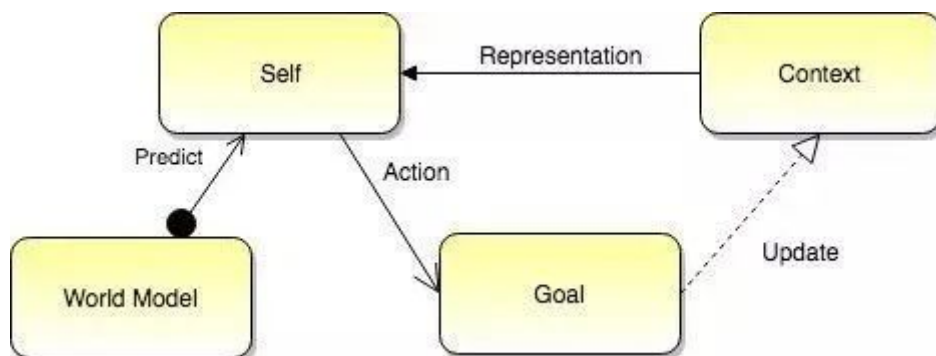 Self
Representation
Context
Predict
Action
World Model
Goal
Update